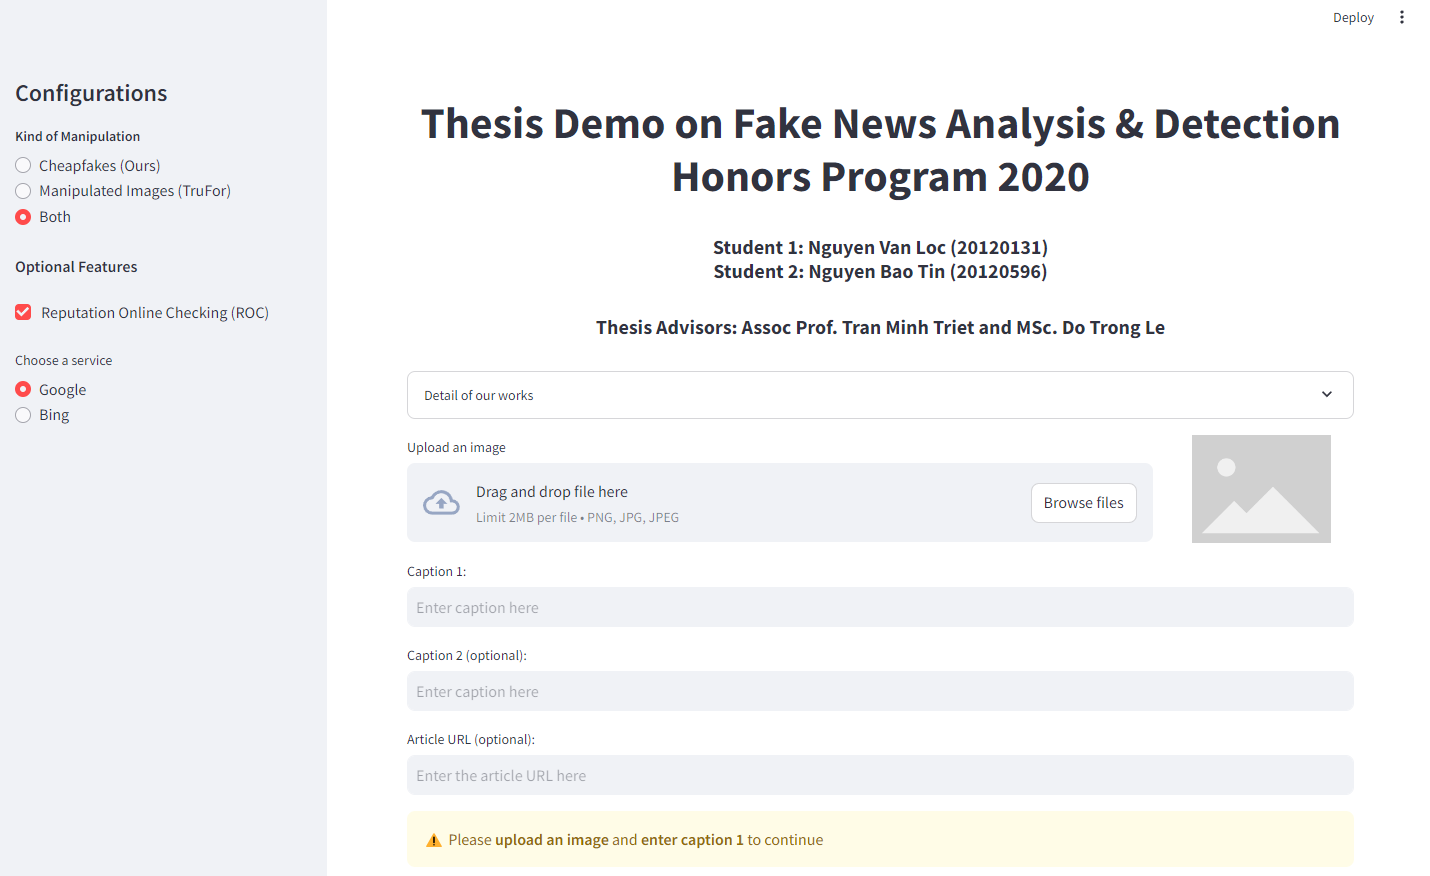 Deploy
Configurations
Kind of Manipulation
Cheapfakes (Ours)
Manipulated Images (TruFor)
Both
Optional Features
Reputation Online Checking (ROC)
Choose a service
Google
Bing
Thesis Demo on Fake News Analysis & Detection
Honors Program 2020
Student 1: Nguyen Van Loc (20120131)
Student 2: Nguyen Bao Tin (20120596)
Thesis Advisors: Assoc Prof. Tran Minh Triet and MSc. Do Trong Le
Detail of our works
Upload an image
Drag and drop file here
Limit 2MB per file • PNG, JPG, JPEG
Browse files
Caption 1:
Enter caption here
Caption 2 (optional):
Enter caption here
Article URL (optional):
Enter the article URL here
Please upload an image and enter caption 1 to continue